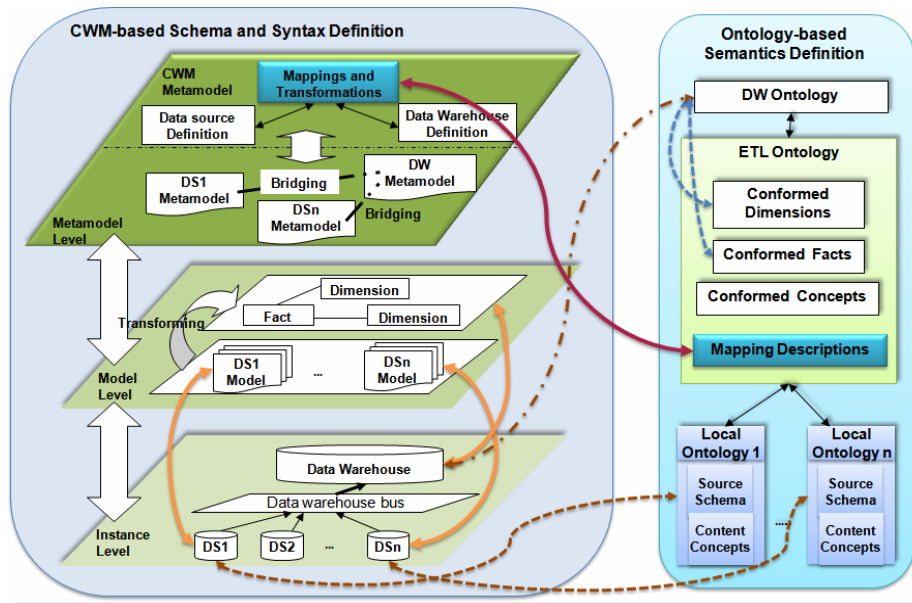 CWM-based Schema and Syntax Definition
CWM
Metamodel
Mappings and
Transformations
Data source
Definition
Data Warehouse
Definition
DS1
Metamodel
Bridging
DW
Metamodel
DSn
Metamodel
Bridging
Metamodel
Level
Transforming
Dimension
Fact
Dimension
DS1
Model
...
DSn
Model
Model
Level
Data Warehouse
Data warehouse bus
DS1
DS2
...
DSn
Instance
Level
Ontology-based
Semantics Definition
DW Ontology
ETL Ontology
Conformed
Dimensions
Conformed Facts
Conformed Concepts
Mapping Descriptions
Local
Ontology 1
Source
Schema
Content
Concepts
.....
Local
Ontology n
Source
Schema
Content
Concepts